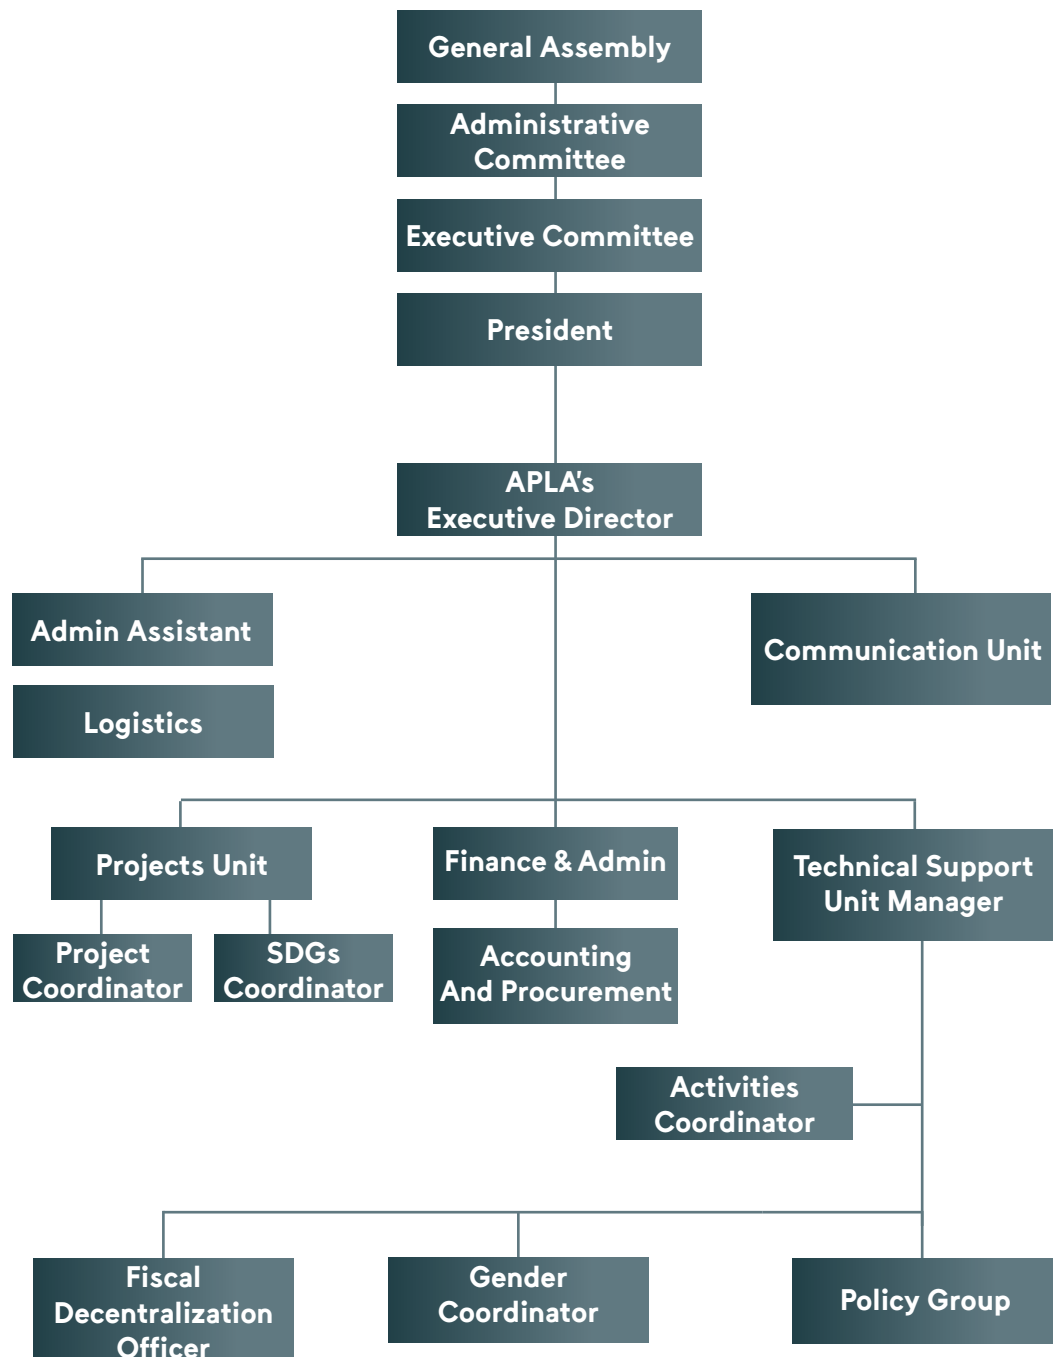 General Assembly
Administrative
Committee
Executive Committee
President
APLA's
Executive Director
Admin Assistant
Communication Unit
Logistics
Projects Unit
Finance & Admin
Technical Support
Unit Manager
Project
Coordinator
SDGs
Coordinator
Accounting
And Procurement
Activities
Coordinator
Fiscal
Decentralization
Officer
Gender
Coordinator
Policy Group